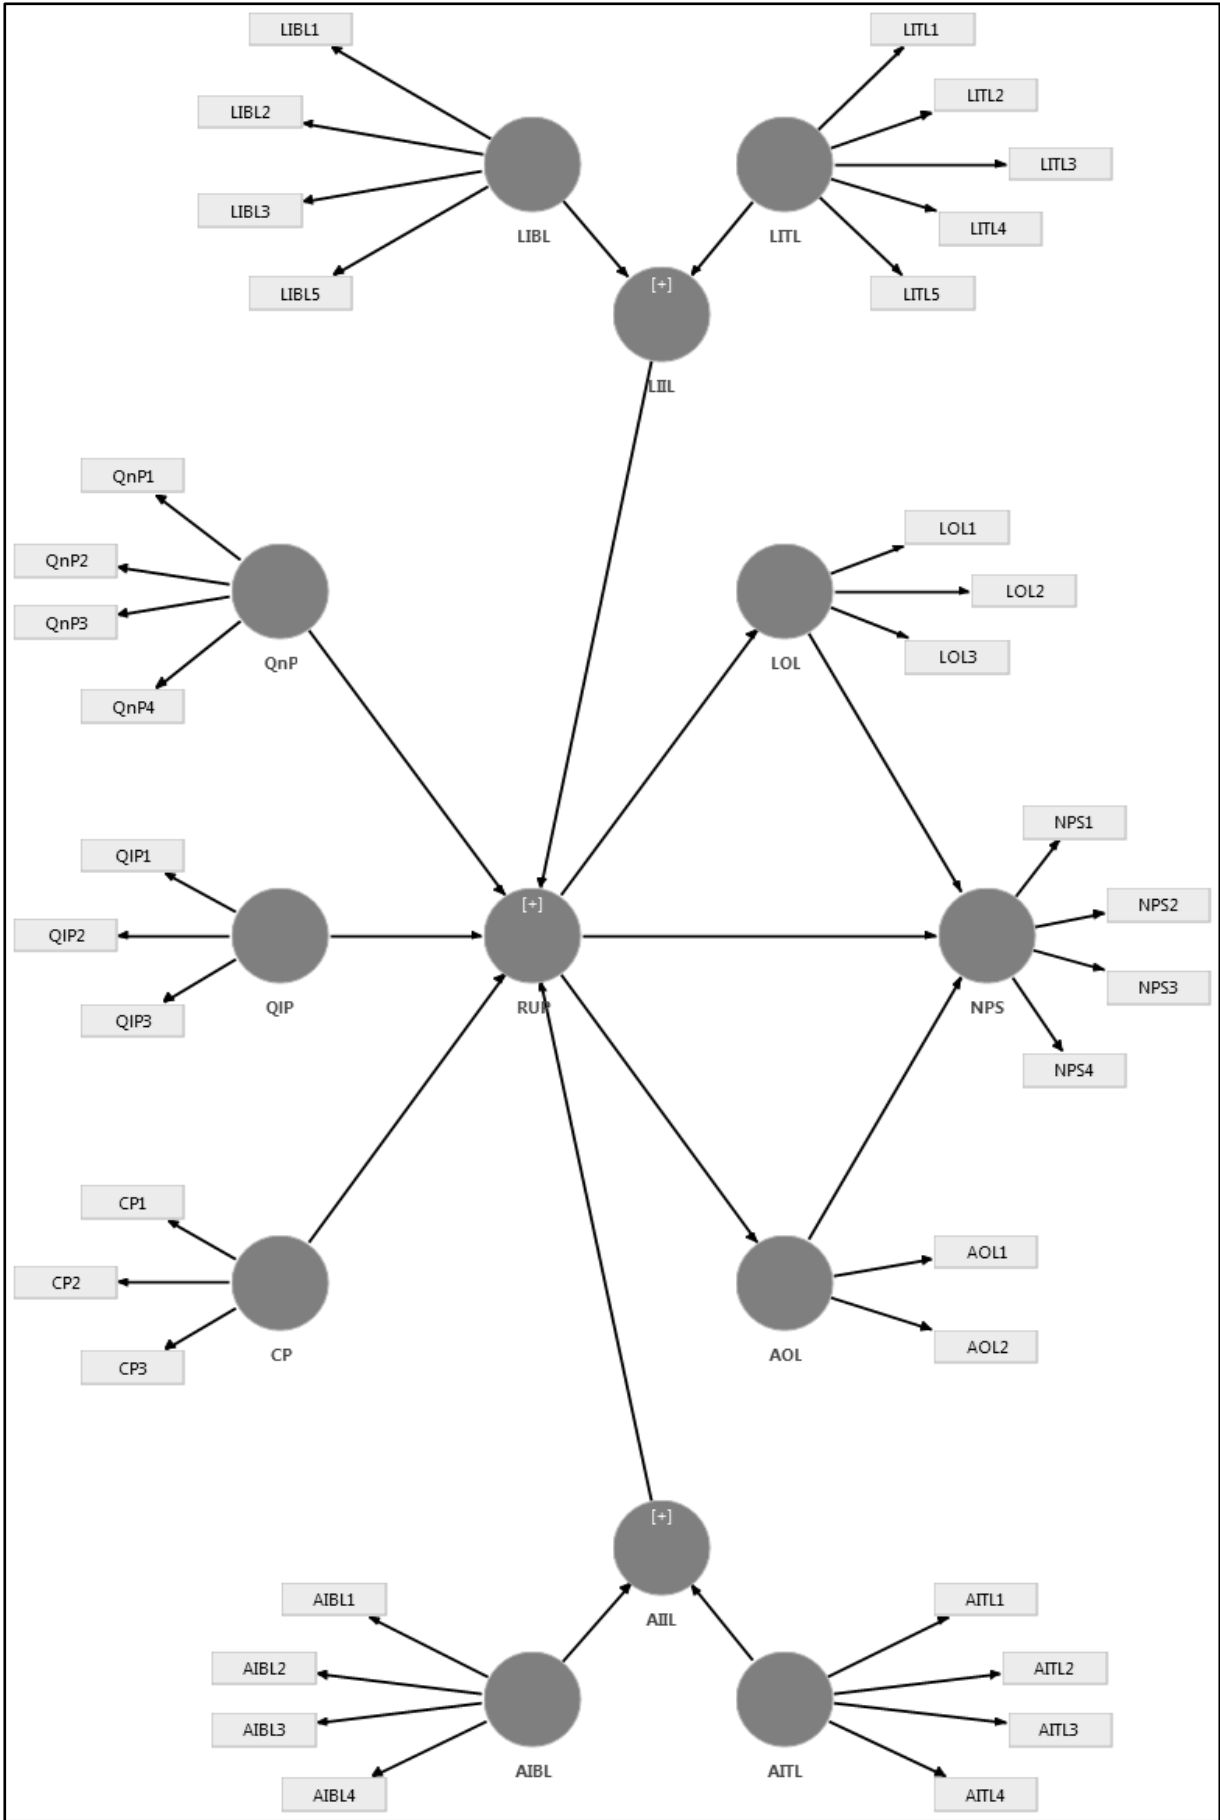 LIBL1
LITL1
LIBL2
LITL2
LITL3
LIBL3
LITL4
LIBL
LITL
LIBL5
LITL5
[+]
LIIL
QnP1
QnP2
QnP3
QnP4
QnP
LOL1
LOL2
LOL3
LOL
QIP1
QIP2
QIP3
QIP
[+]
RUP
NPS1
NPS2
NPS3
NPS4
NPS
CP1
CP2
CP3
CP
AOL1
AOL2
AOL
[+]
AIIL
AIBL1
AIBL2
AIBL3
AIBL4
AIBL
AITL1
AITL2
AITL3
AITL4
AITL